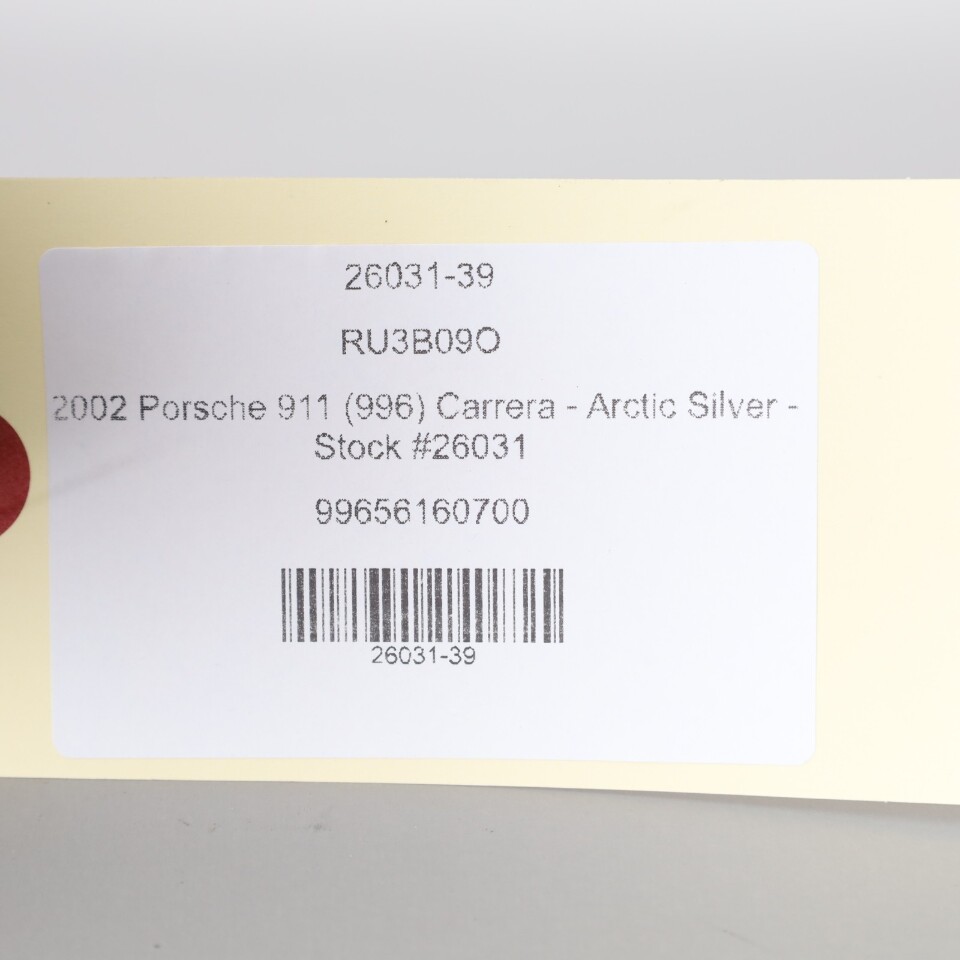 26031-39
RU3B09O
2002 Porsche 911 (996) Carrera - Arctic Silver -
Stock #26031
99656160700
26031-39